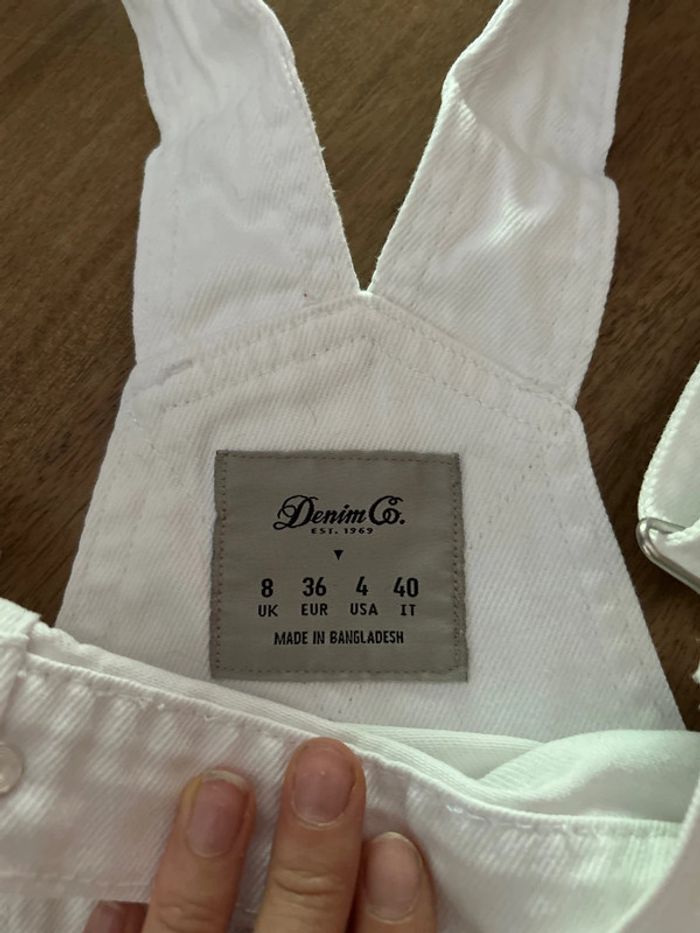 Denim Co.
EST. 1969
8 36 4 40
UK EUR USA IT
MADE IN BANGLADESH